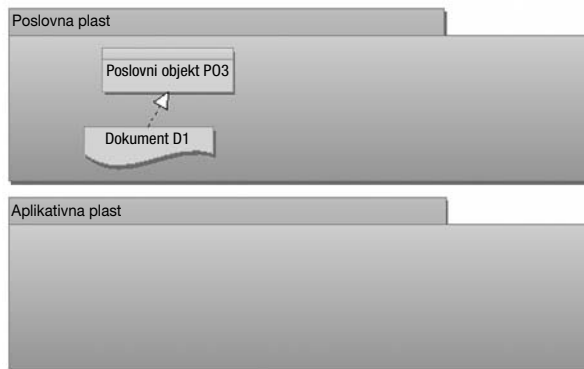 Poslovna plast
Poslovni objekt PO3
Dokument D1
Aplikativna plast